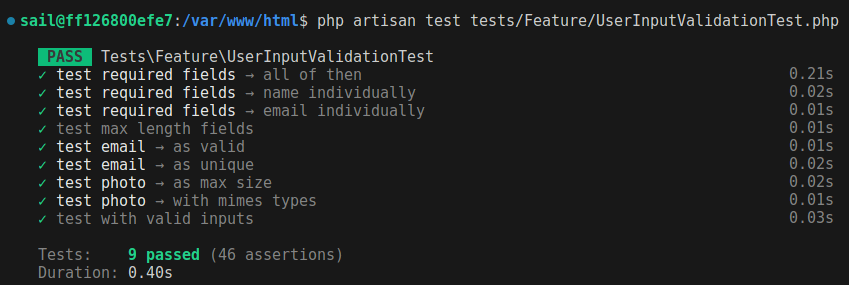 sail@ff126800efe7:/var/www/html$ php artisan test tests/Feature/UserInputValidationTest.php
PASS Tests\Feature\UserInputValidationTest
✓ test required fields → all of then 0.21s
✓ test required fields → name individually 0.02s
✓ test required fields → email individually 0.01s
✓ test max length fields 0.01s
✓ test email → as valid 0.01s
✓ test email → as unique 0.02s
✓ test photo → as max size 0.02s
✓ test photo → with mimes types 0.01s
✓ test with valid inputs 0.03s
Tests: 9 passed (46 assertions)
Duration: 0.40s